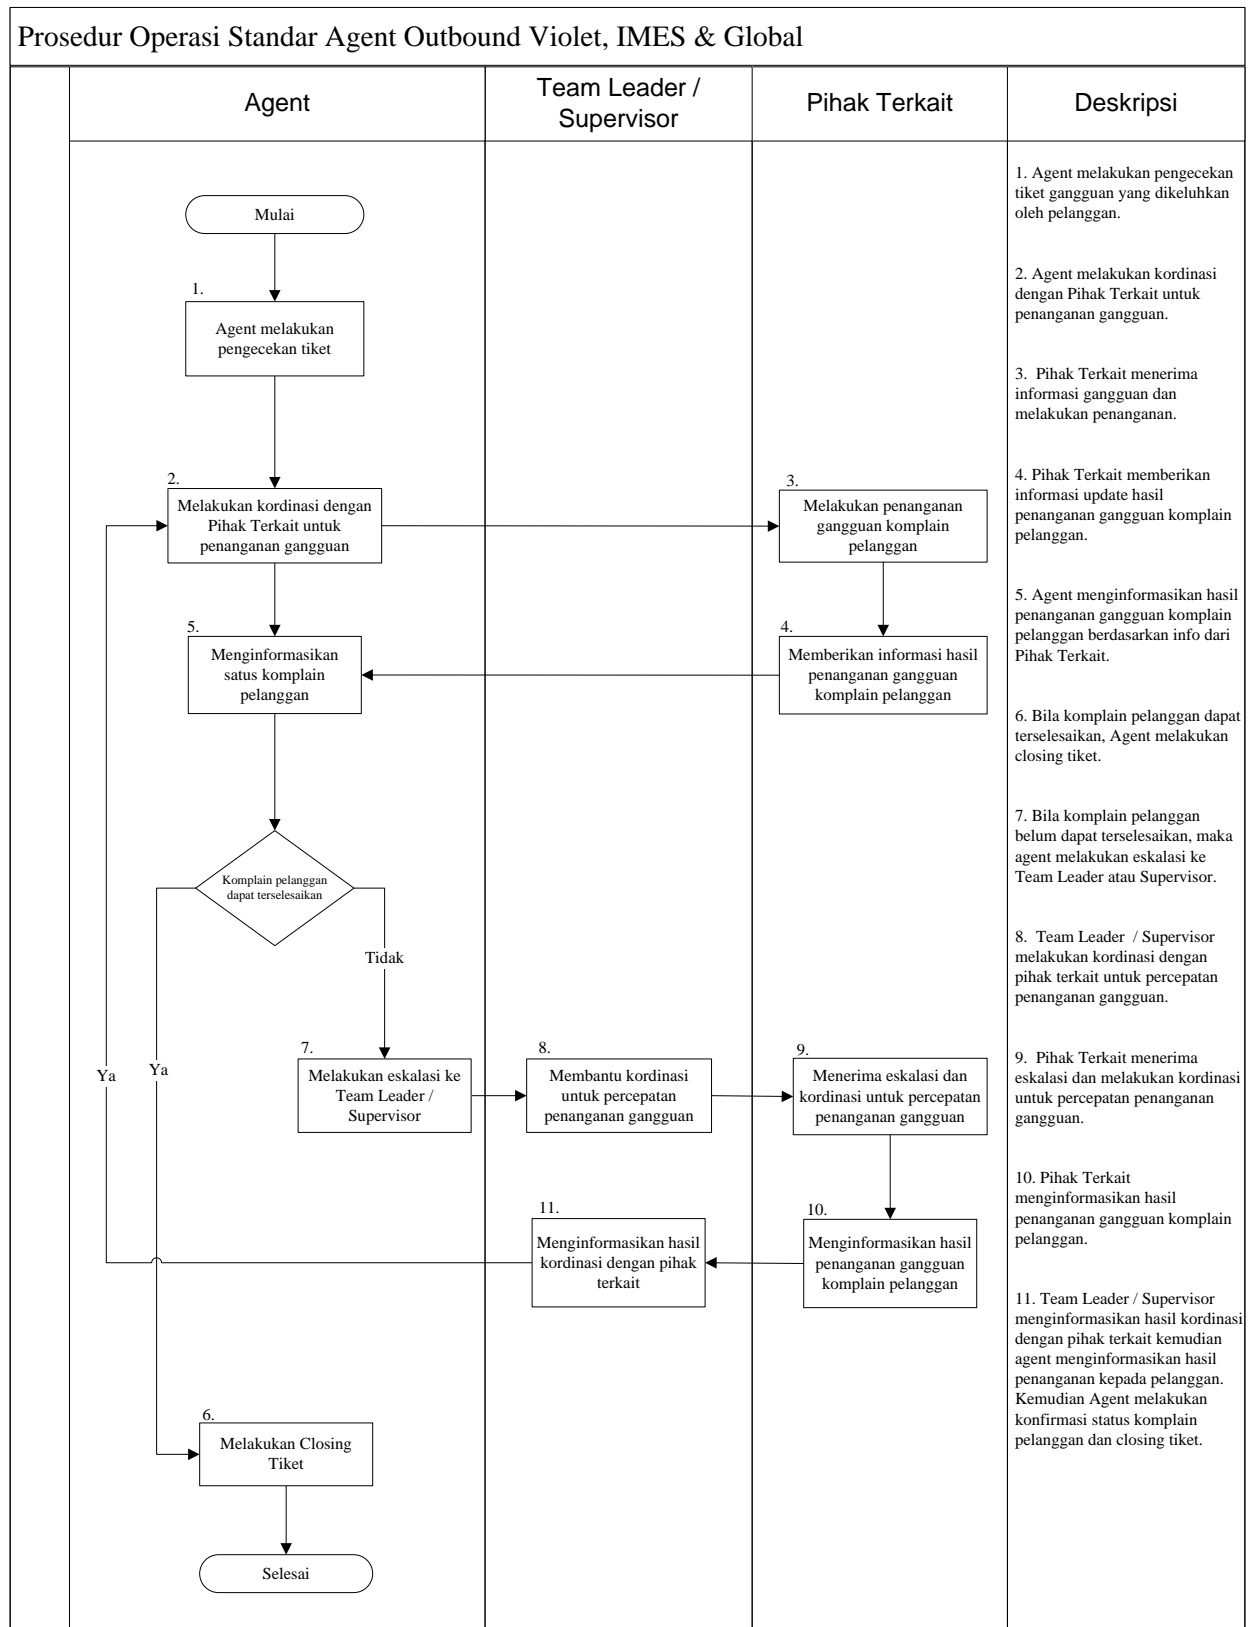 Prosedur Operasi Standar Agent Outbound Violet, IMES & Global
Agent
Team Leader /
Supervisor
Pihak Terkait
Deskripsi
Mulai
1.
Agent melakukan
pengecekan tiket
2.
Melakukan kordinasi dengan
Pihak Terkait untuk
penanganan gangguan
3.
Melakukan penanganan
gangguan komplain
pelanggan
4.
Memberikan informasi hasil
penanganan gangguan
komplain pelanggan
5.
Menginformasikan
satus komplain
pelanggan
Komplain pelanggan
dapat terselesaikan
Tidak
Ya
Ya
7.
Melakukan eskalasi ke
Team Leader /
Supervisor
8.
Membantu kordinasi
untuk percepatan
penanganan gangguan
9.
Menerima eskalasi dan
kordinasi untuk percepatan
penanganan gangguan
10.
Menginformasikan hasil
penanganan gangguan
komplain pelanggan
11.
Menginformasikan hasil
kordinasi dengan pihak
terkait
6.
Melakukan Closing
Tiket
Selesai
1. Agent melakukan pengecekan
tiket gangguan yang dikeluhkan
oleh pelanggan.
2. Agent melakukan kordinasi
dengan Pihak Terkait untuk
penanganan gangguan.
3. Pihak Terkait menerima
informasi gangguan dan
melakukan penanganan.
4. Pihak Terkait memberikan
informasi update hasil
penanganan gangguan komplain
pelanggan.
5. Agent menginformasikan hasil
penanganan gangguan komplain
pelanggan berdasarkan info dari
Pihak Terkait.
6. Bila komplain pelanggan dapat
terselesaikan, Agent melakukan
closing tiket.
7. Bila komplain pelanggan
belum dapat terselesaikan, maka
agent melakukan eskalasi ke
Team Leader atau Supervisor.
8. Team Leader / Supervisor
melakukan kordinasi dengan
pihak terkait untuk percepatan
penanganan gangguan.
9. Pihak Terkait menerima
eskalasi dan melakukan kordinasi
untuk percepatan penanganan
gangguan.
10. Pihak Terkait
menginformasikan hasil
penanganan gangguan komplain
pelanggan.
11. Team Leader / Supervisor
menginformasikan hasil kordinasi
dengan pihak terkait kemudian
agent menginformasikan hasil
penanganan kepada pelanggan.
Kemudian Agent melakukan
konfirmasi status komplain
pelanggan dan closing tiket.